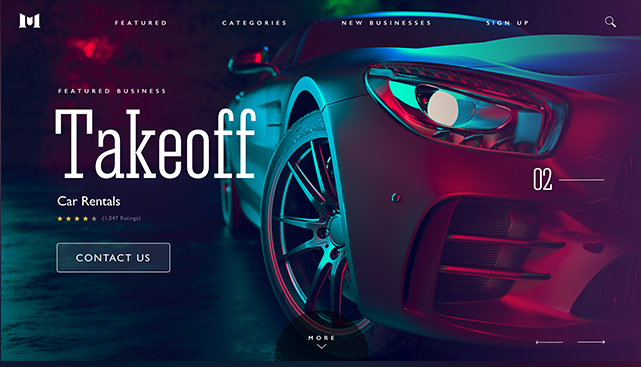 M
FEATURED
CATEGORIES
NEW BUSINESSES
SIGN UP
FEATURED BUSINESS
Takeoff
Car Rentals
(1,047 Ratings)
CONTACT US
02
MORE